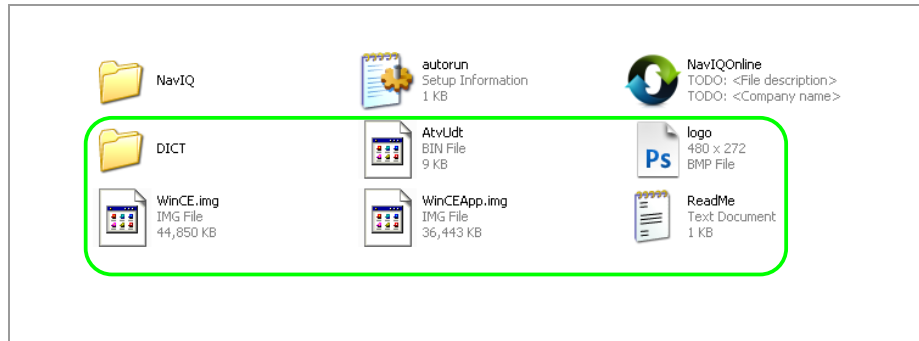 NavIQ
autorun
Setup Information
1 KB
NavIQOnline
TODO: <File description>
TODO: <Company name>
DICT
AtvUdt
BIN File
9 KB
Ps
logo
480 x 272
BMP File
WinCE.img
IMG File
44,850 KB
WinCEApp.img
IMG File
36,443 KB
ReadMe
Text Document
1 KB